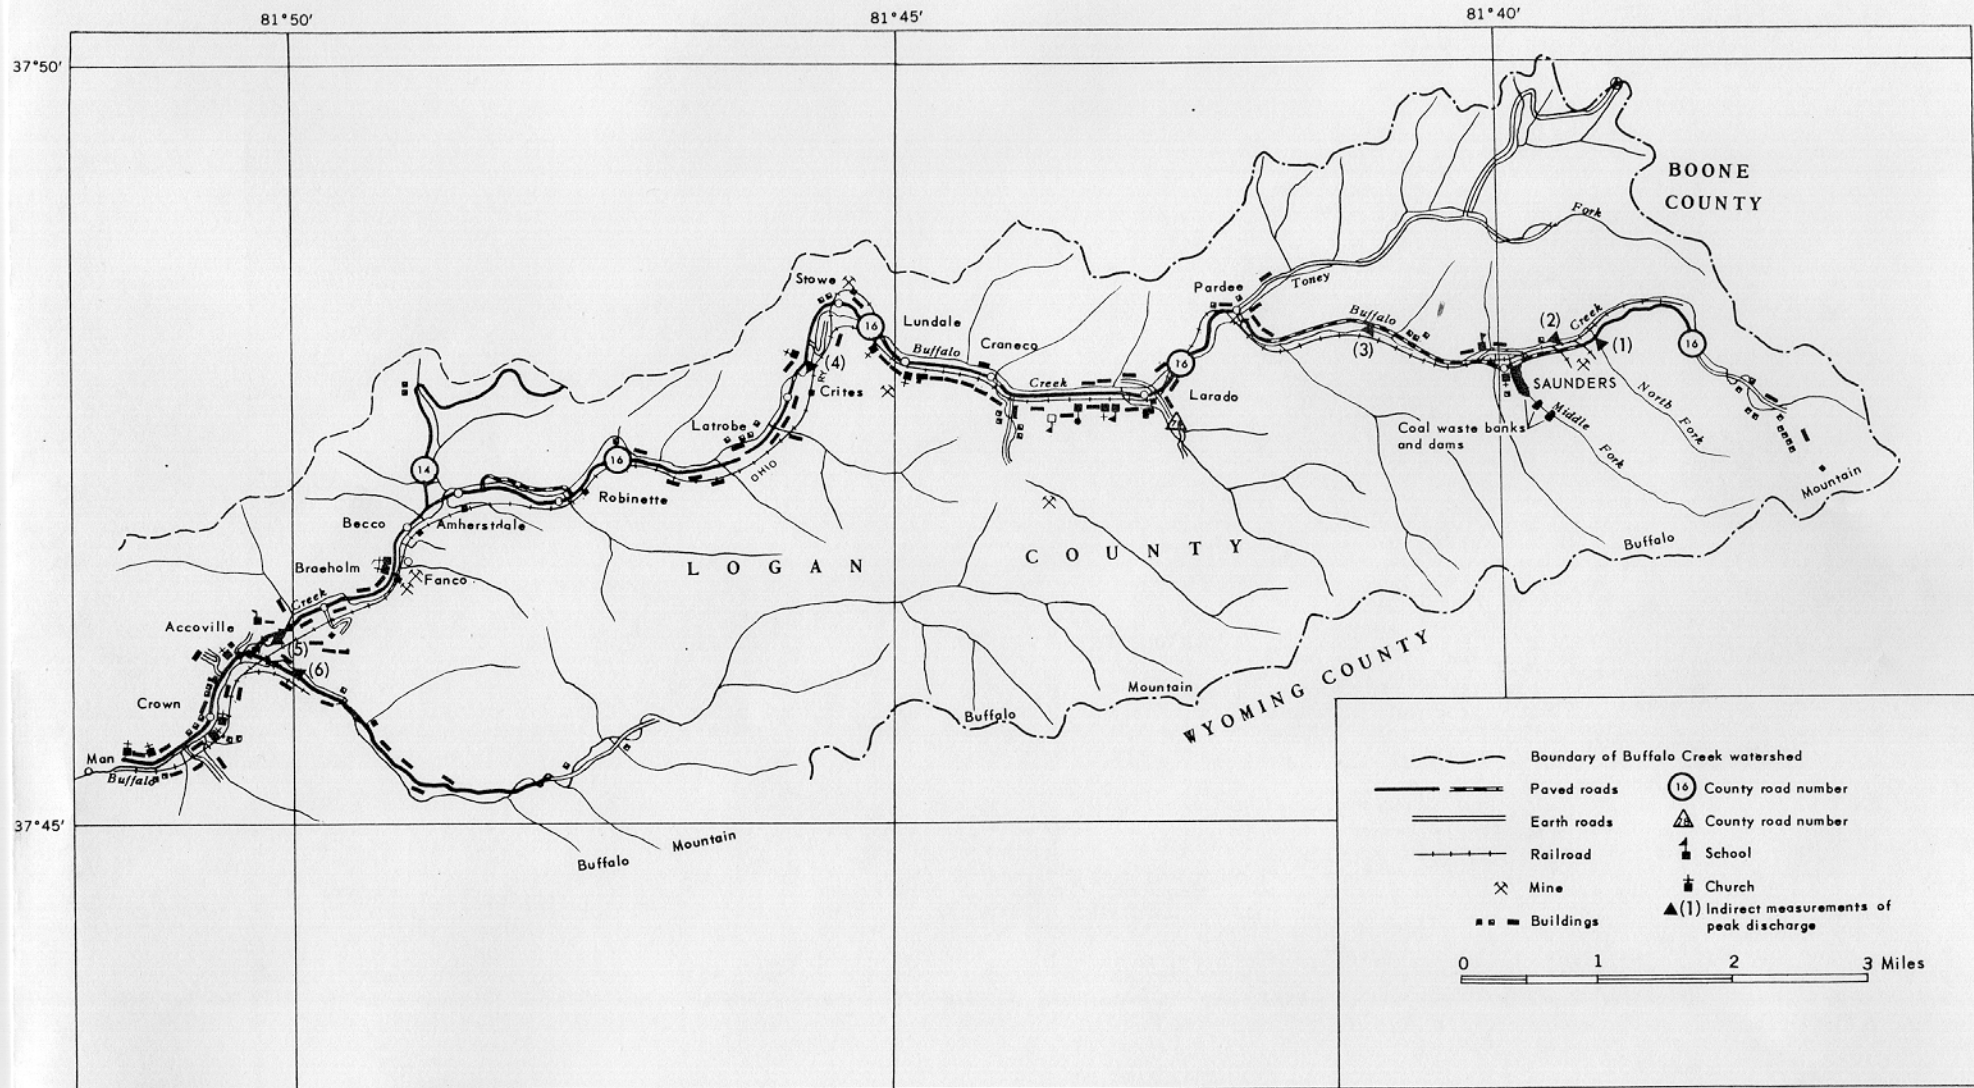 81°50'
81°45'
81°40'
37°50'
BOONE
COUNTY
Fork
Stowe
Pardee
Toney
16
Lundale
Buffalo
Craneco
Buffalo
(3)
(2)
Creek
(1)
16
(4)
RY
Crites
Creek
16
Larado
28
SAUNDERS
North
Fork
Middle
Fork
Coal waste banks
and dams
Mountain
Latrobe
OHIO
14
16
Robinette
Becco
Amherstdale
Buffalo
Braeholm
Fanco
LOGAN COUNTY
Creek
Accoville
(5)
(6)
Crown
Mountain
Buffalo
WYOMING COUNTY
Man
Buffalo
37°45'
Buffalo
Mountain
Boundary of Buffalo Creek watershed
Paved roads
16
County road number
Earth roads
28
County road number
Railroad
School
Mine
Church
Buildings
(1) Indirect measurements of
peak discharge
0 1 2 3 Miles